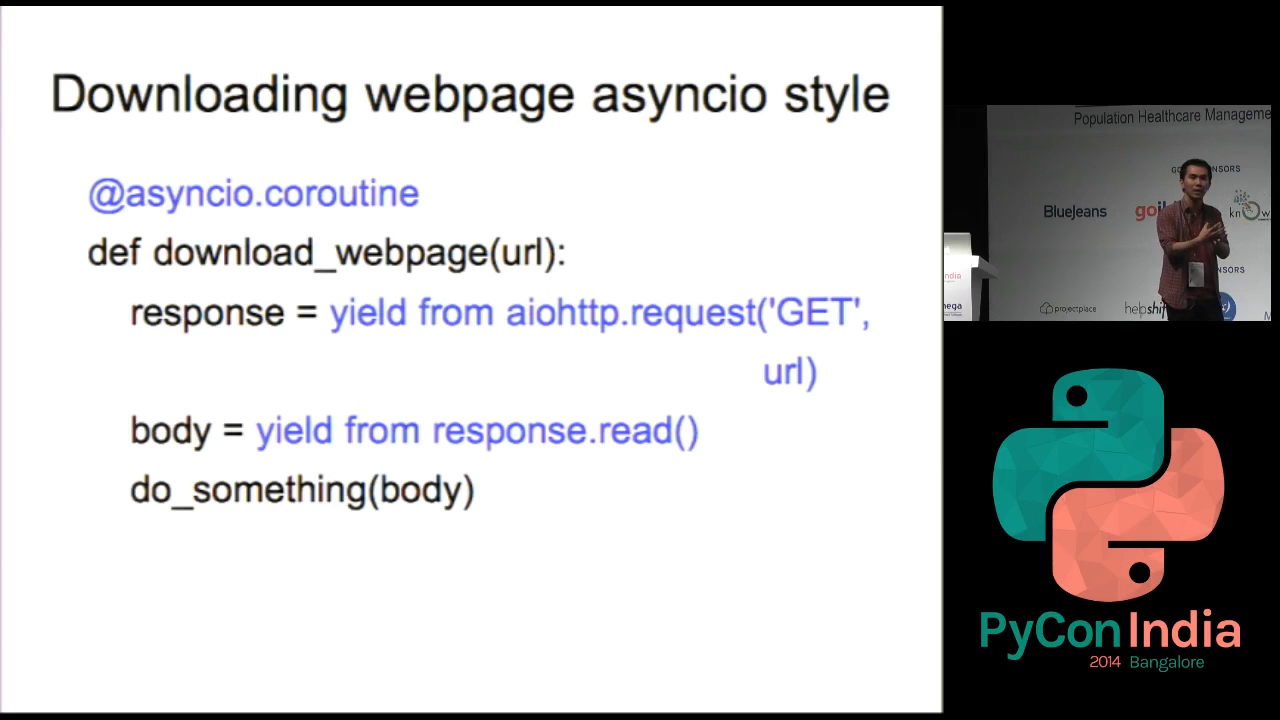 Downloading webpage asyncio style
@asyncio.coroutine
def download_webpage(url):
response = yield from aiohttp.request('GET',
url)
body = yield from response.read()
do_something(body)
Population Healthcare Manageme
BlueJeans
projectplace
India
PyCon India
2014 Bangalore